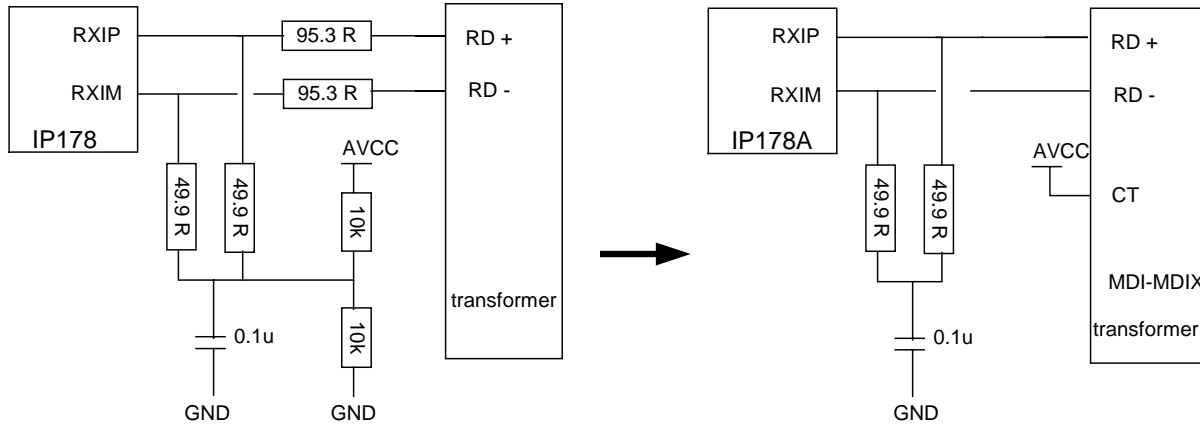 RXIP
95.3 R
RD +
RXIM
95.3 R
RD -
IP178
AVCC
49.9 R
49.9 R
10k
10k
transformer
0.1u
GND
GND
RXIP
RD +
RXIM
RD -
IP178A
AVCC
49.9 R
49.9 R
CT
MDI-MDIX
transformer
0.1u
GND